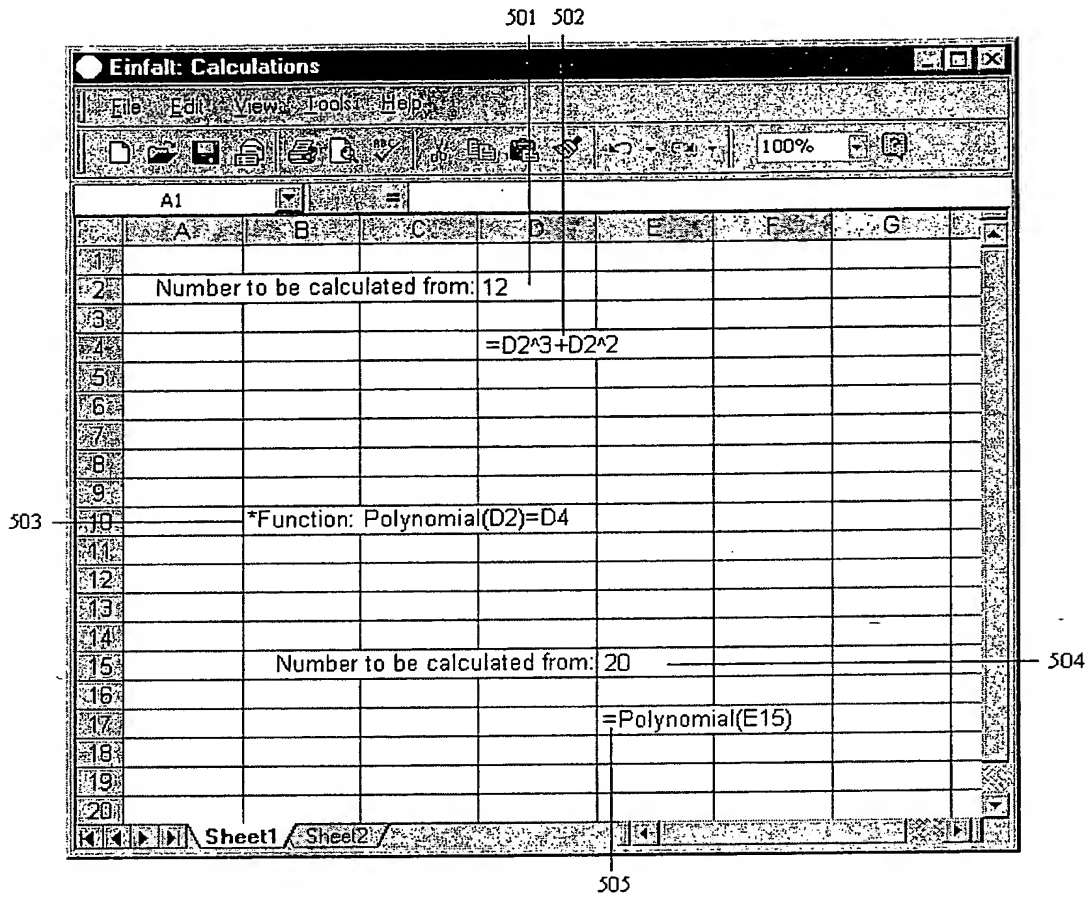 501 502
Einfalt: Calculations
File Edit View Tools Help
ABC 100%
A1 =
A B C D E F G
1
2 Number to be calculated from: 12
3
4 =D2^3+D2^2
5
6
7
8
9
503 10 *Function: Polynomial(D2)=D4
11
12
13
14
15 Number to be calculated from: 20 504
16
17 =Polynomial(E15)
18
19
20
Sheet1 Sheet2
505